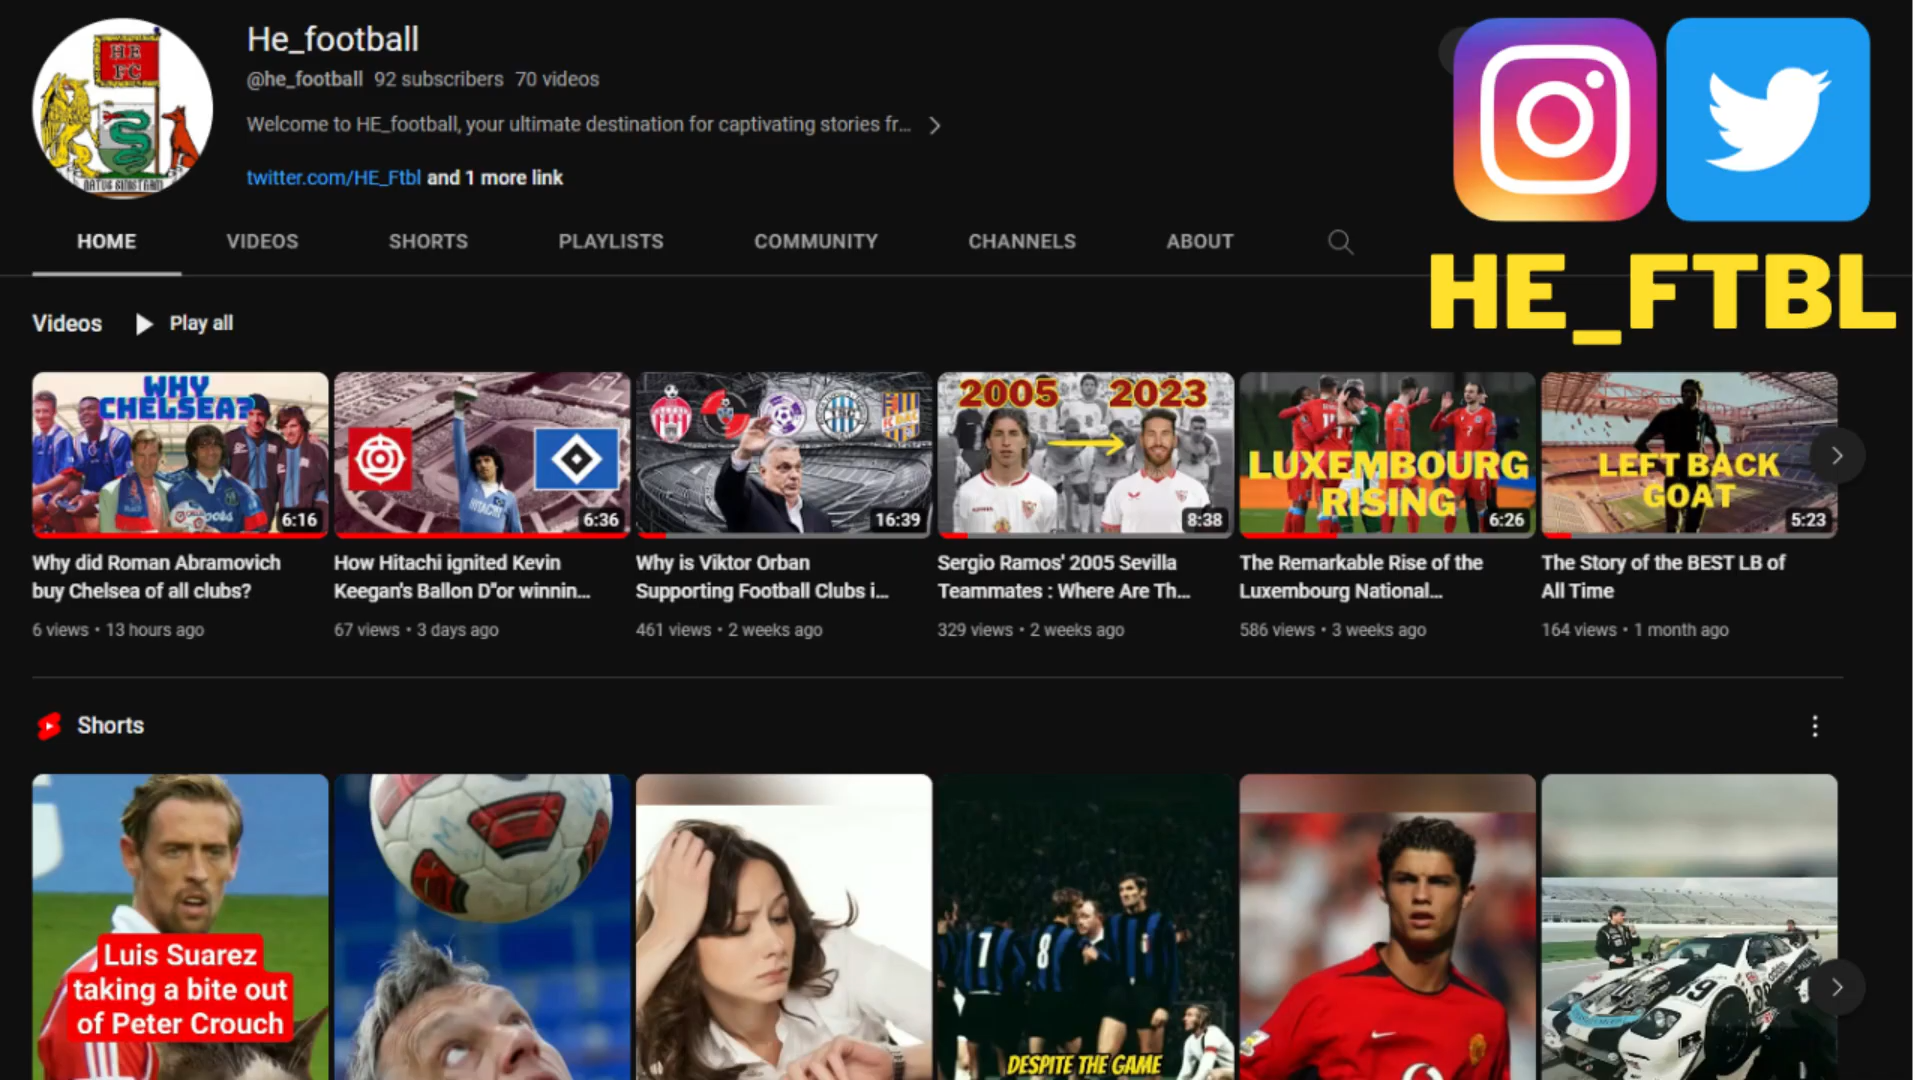 HE
FC
He_football
@he_football 92 subscribers 70 videos
Welcome to HE_football, your ultimate destination for captivating stories fr...
twitter.com/HE_Ftbl and 1 more link
HE_FTBL
HOME VIDEOS SHORTS PLAYLISTS COMMUNITY CHANNELS ABOUT
Videos Play all
WHY
CHELSEA?
6:16
HITACHI
6:36
16:39
2005 2023
8:38
LUXEMBOURG
RISING
6:26
LEFT BACK
GOAT
5:23
Why did Roman Abramovich
buy Chelsea of all clubs?
6 views • 13 hours ago
How Hitachi ignited Kevin
Keegan's Ballon D"or winnin...
67 views • 3 days ago
Why is Viktor Orban
Supporting Football Clubs i...
461 views • 2 weeks ago
Sergio Ramos' 2005 Sevilla
Teammates : Where Are Th...
329 views • 2 weeks ago
The Remarkable Rise of the
Luxembourg National...
586 views • 3 weeks ago
The Story of the BEST LB of
All Time
164 views • 1 month ago
Shorts
Luis Suarez
taking a bite out
of Peter Crouch
7 8
DESPITE THE GAME